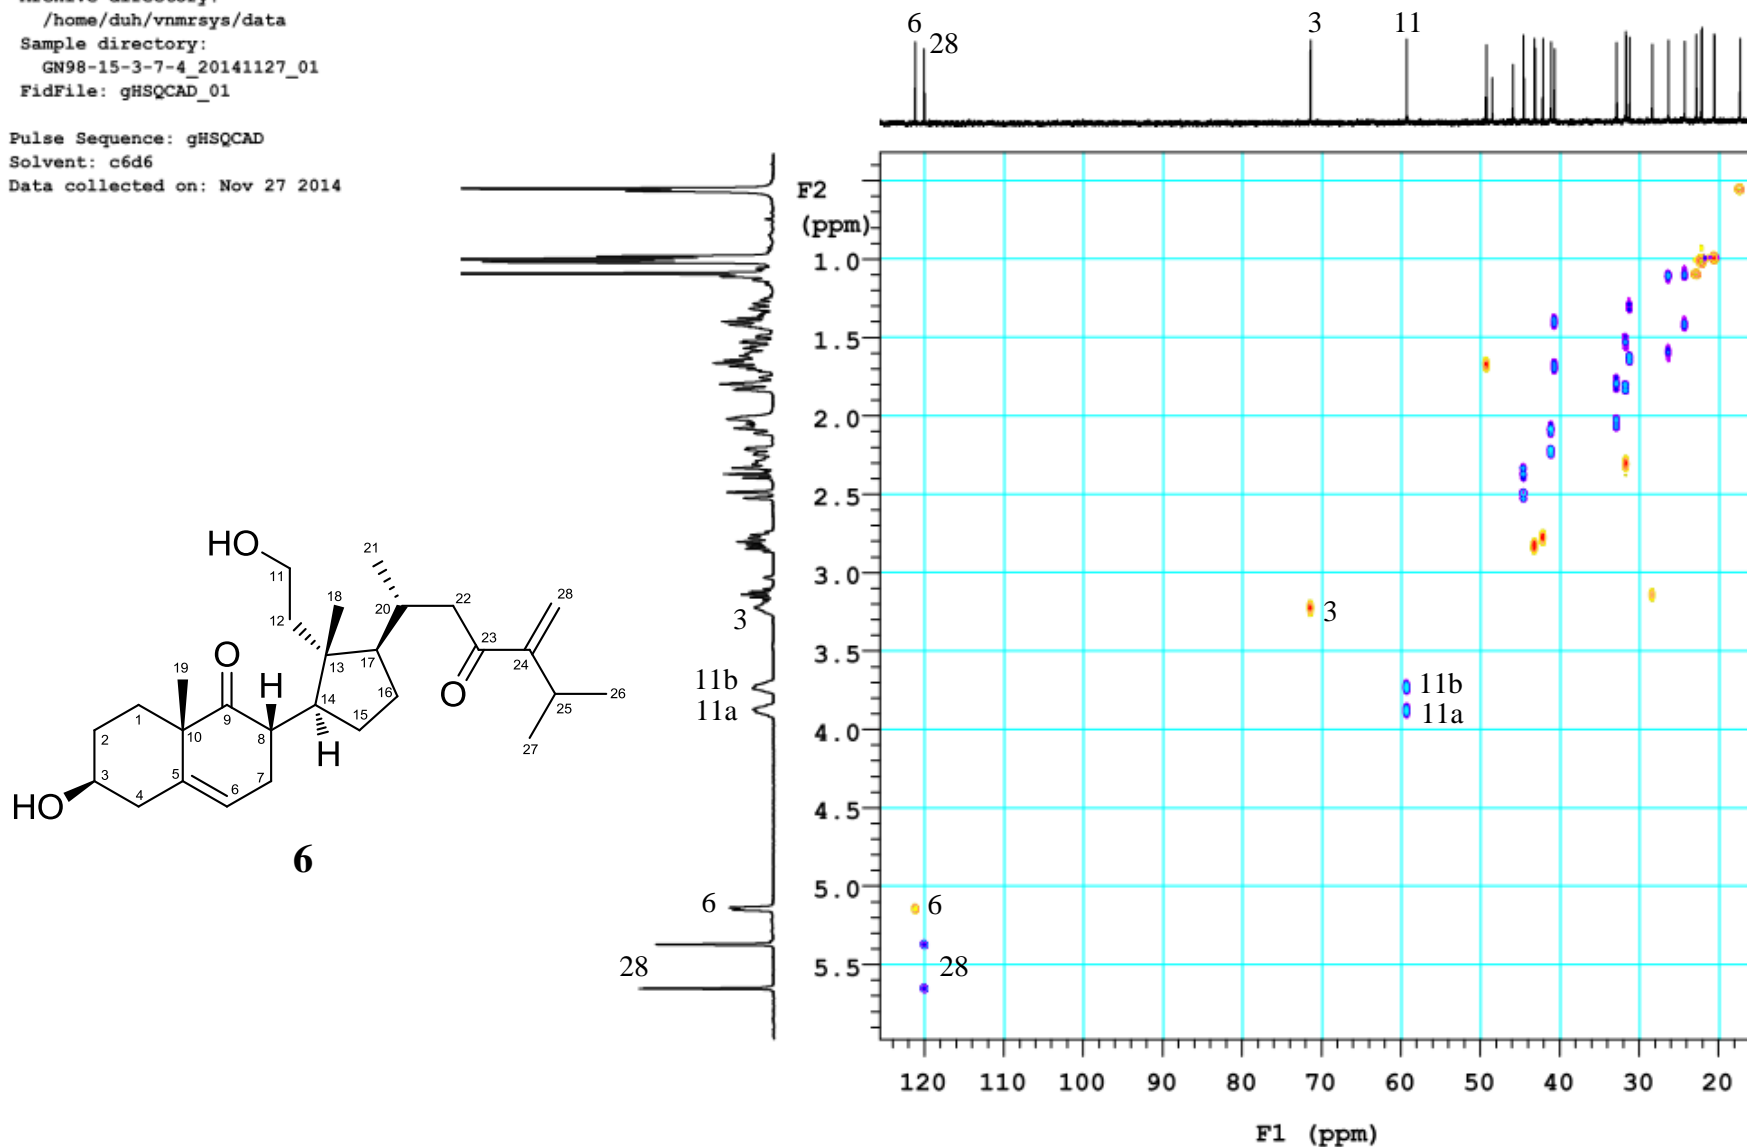 Archive directory:
/home/duh/vnmrsys/data
Sample directory:
GN98-15-3-7-4_20141127_01
FidFile: gHSQCAD_01
Pulse Sequence: gHSQCAD
Solvent: c6d6
Data collected on: Nov 27 2014
6
28
3
11
F2
(ppm)
1.0
1.5
2.0
2.5
3.0
3.5
4.0
4.5
5.0
5.5
3
11b
11a
6
28
3
11b
11a
6
28
120 110 100 90 80 70 60 50 40 30 20
F1 (ppm)
HO
11
12
18
21
20
22
28
23
24
O
26
25
27
17
13
16
14
15
H
H
O
19
1
9
2
10
8
3
5
7
4
6
HO
6